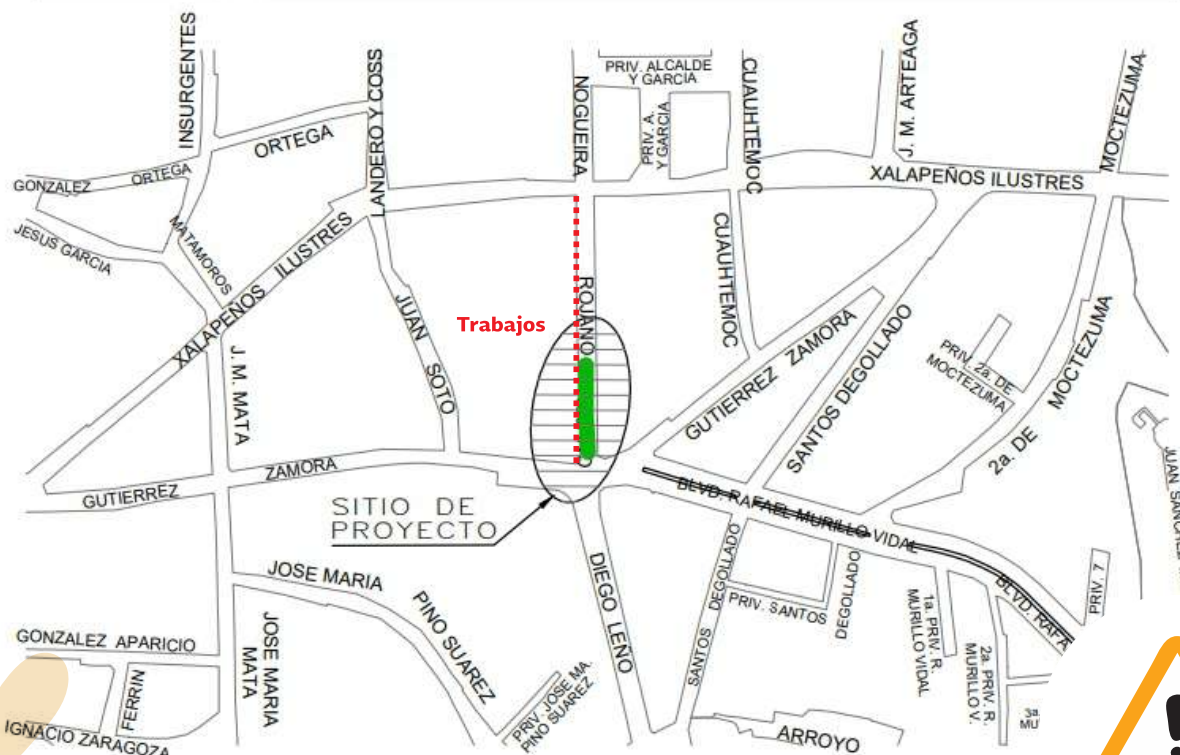 INSURGENTES
ORTEGA
LANDERO Y COSS
NOGUEIRA
PRIV. ALCALDE
Y GARCIA
PRIV. A.
Y GARCIA
CUAUHTEMOC
J. M. ARTEAGA
MOCTEZUMA
GONZALEZ
ORTEGA
XALAPEÑOS ILUSTRES
JESUS GARCIA
MATAMOROS
XALAPEÑOS ILUSTRES
JUAN SOTO
Trabajos
ROJANO
CUAUHTEMOC
GUTIERREZ ZAMORA
SANTOS DEGOLLADO
PRIV. 2a. DE
MOCTEZUMA
2a. DE MOCTEZUMA
J.M. MATA
GUTIERREZ ZAMORA
SITIO DE
PROYECTO
BLVD. RAFAEL MURILLO VIDAL
JOSE MARIA PINO SUAREZ
DIEGO LEÑO
SANTOS DEGOLLADO
PRIV. SANTOS DEGOLLADO
1a. PRIV. R.
MURILLO VIDAL
2a. PRIV. R.
MURILLO V.
3a.
MU
BLVD. RAFA
PRIV. 7
GONZALEZ APARICIO
JOSE MARIA
MATA
FERRIN
IGNACIO ZARAGOZA
PRIV. JOSE MA.
PINO SUAREZ
ARROYO